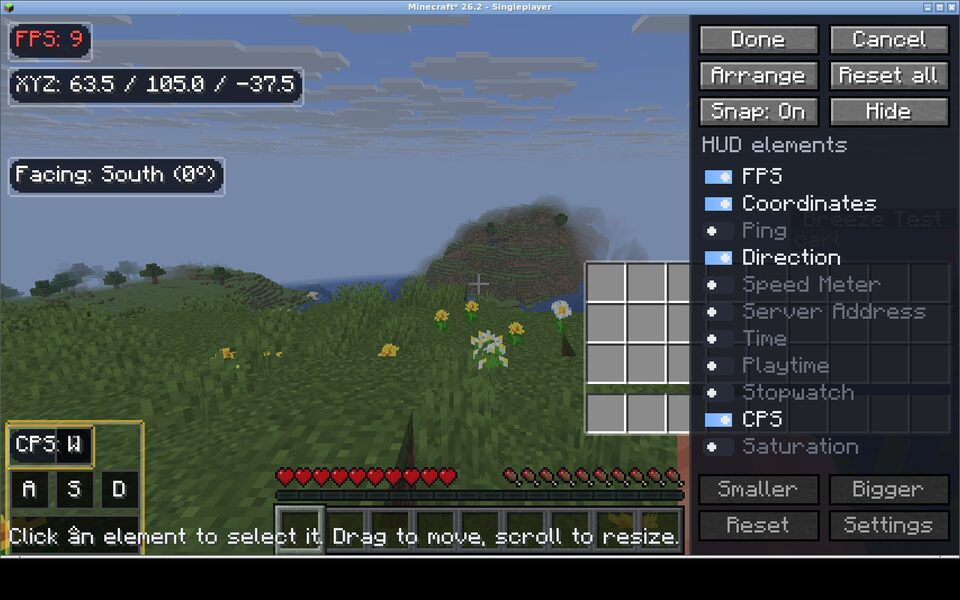 Minecraft* 26.2 - Singleplayer
FPS: 9
XYZ: 63.5 / 105.0 / -37.5
Facing: South (0°)
Done
Cancel
Arrange
Reset all
Snap: On
Hide
HUD elements
FPS
Coordinates
Ping
Direction
Speed Meter
Server Address
Time
Playtime
Stopwatch
CPS
Saturation
Smaller
Bigger
Reset
Settings
Breeze Test
CPS: W
A S D
Click an element to select it. Drag to move, scroll to resize.